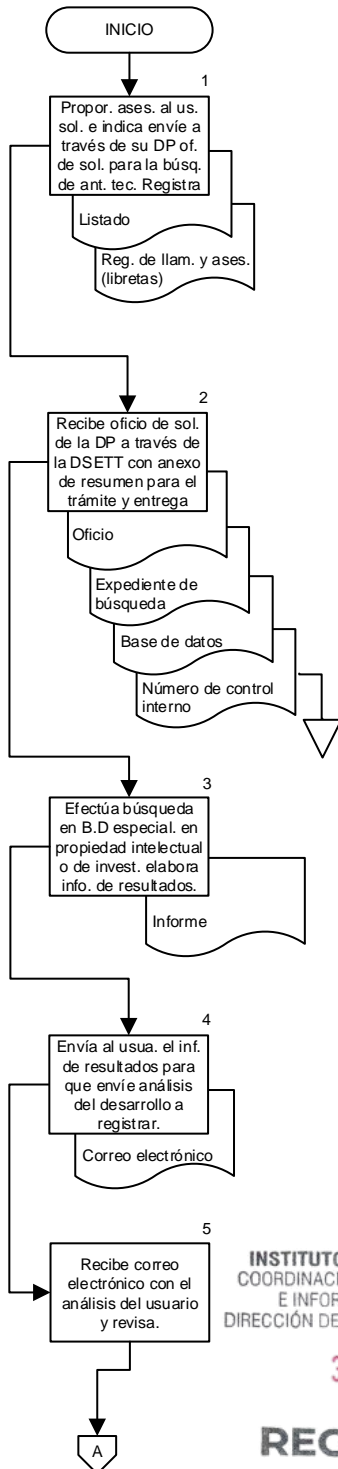 INICIO
1
Propor. ases. al us.
sol. e indica envíe a
través de su DP of.
de sol. para la búsq.
de ant. tec. Registra
Listado
Reg. de llam. y ases.
(libretas)
2
Recibe oficio de sol.
de la DP a través de
la DSETT con anexo
de resumen para el
trámite y entrega
Oficio
Expediente de
búsqueda
Base de datos
Número de control
interno
3
Efectúa búsqueda
en B.D especial. en
propiedad intelectual
o de invest. elabora
info. de resultados.
Informe
4
Envía al usua. el inf.
de resultados para
que envíe análisis
del desarrollo a
registrar.
Correo electrónico
5
Recibe correo
electrónico con el
análisis del usuario
y revisa.
A
INSTITUTO
E INFOR
DIRECCIÓN DE